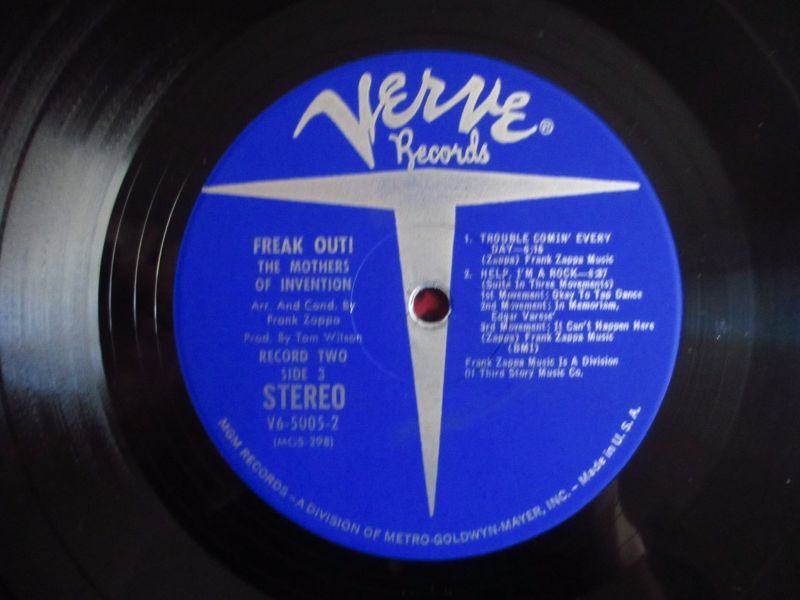 VERVE®
Records
FREAK OUT!
THE MOTHERS
OF INVENTION
Arr. And Cond. By
Frank Zappa
Prod. By Tom Wilson
RECORD TWO
SIDE 3
STEREO
V6-5005-2
(MGS-298)
1. TROUBLE COMIN' EVERY
DAY—6:16
(Zappa) Frank Zappa Music
2. HELP, I'M A ROCK—8:37
(Suite In Three Movements)
1st Movement: Okay To Tap Dance
2nd Movement: In Memoriam,
Edgar Varese'
3rd Movement: It Can't Happen Here
(Zappa) Frank Zappa Music
(BMI)
Frank Zappa Music Is A Division
Of Third Story Music Co.
MGM RECORDS – A DIVISION OF METRO-GOLDWYN-MAYER, INC. – Made in U.S.A.